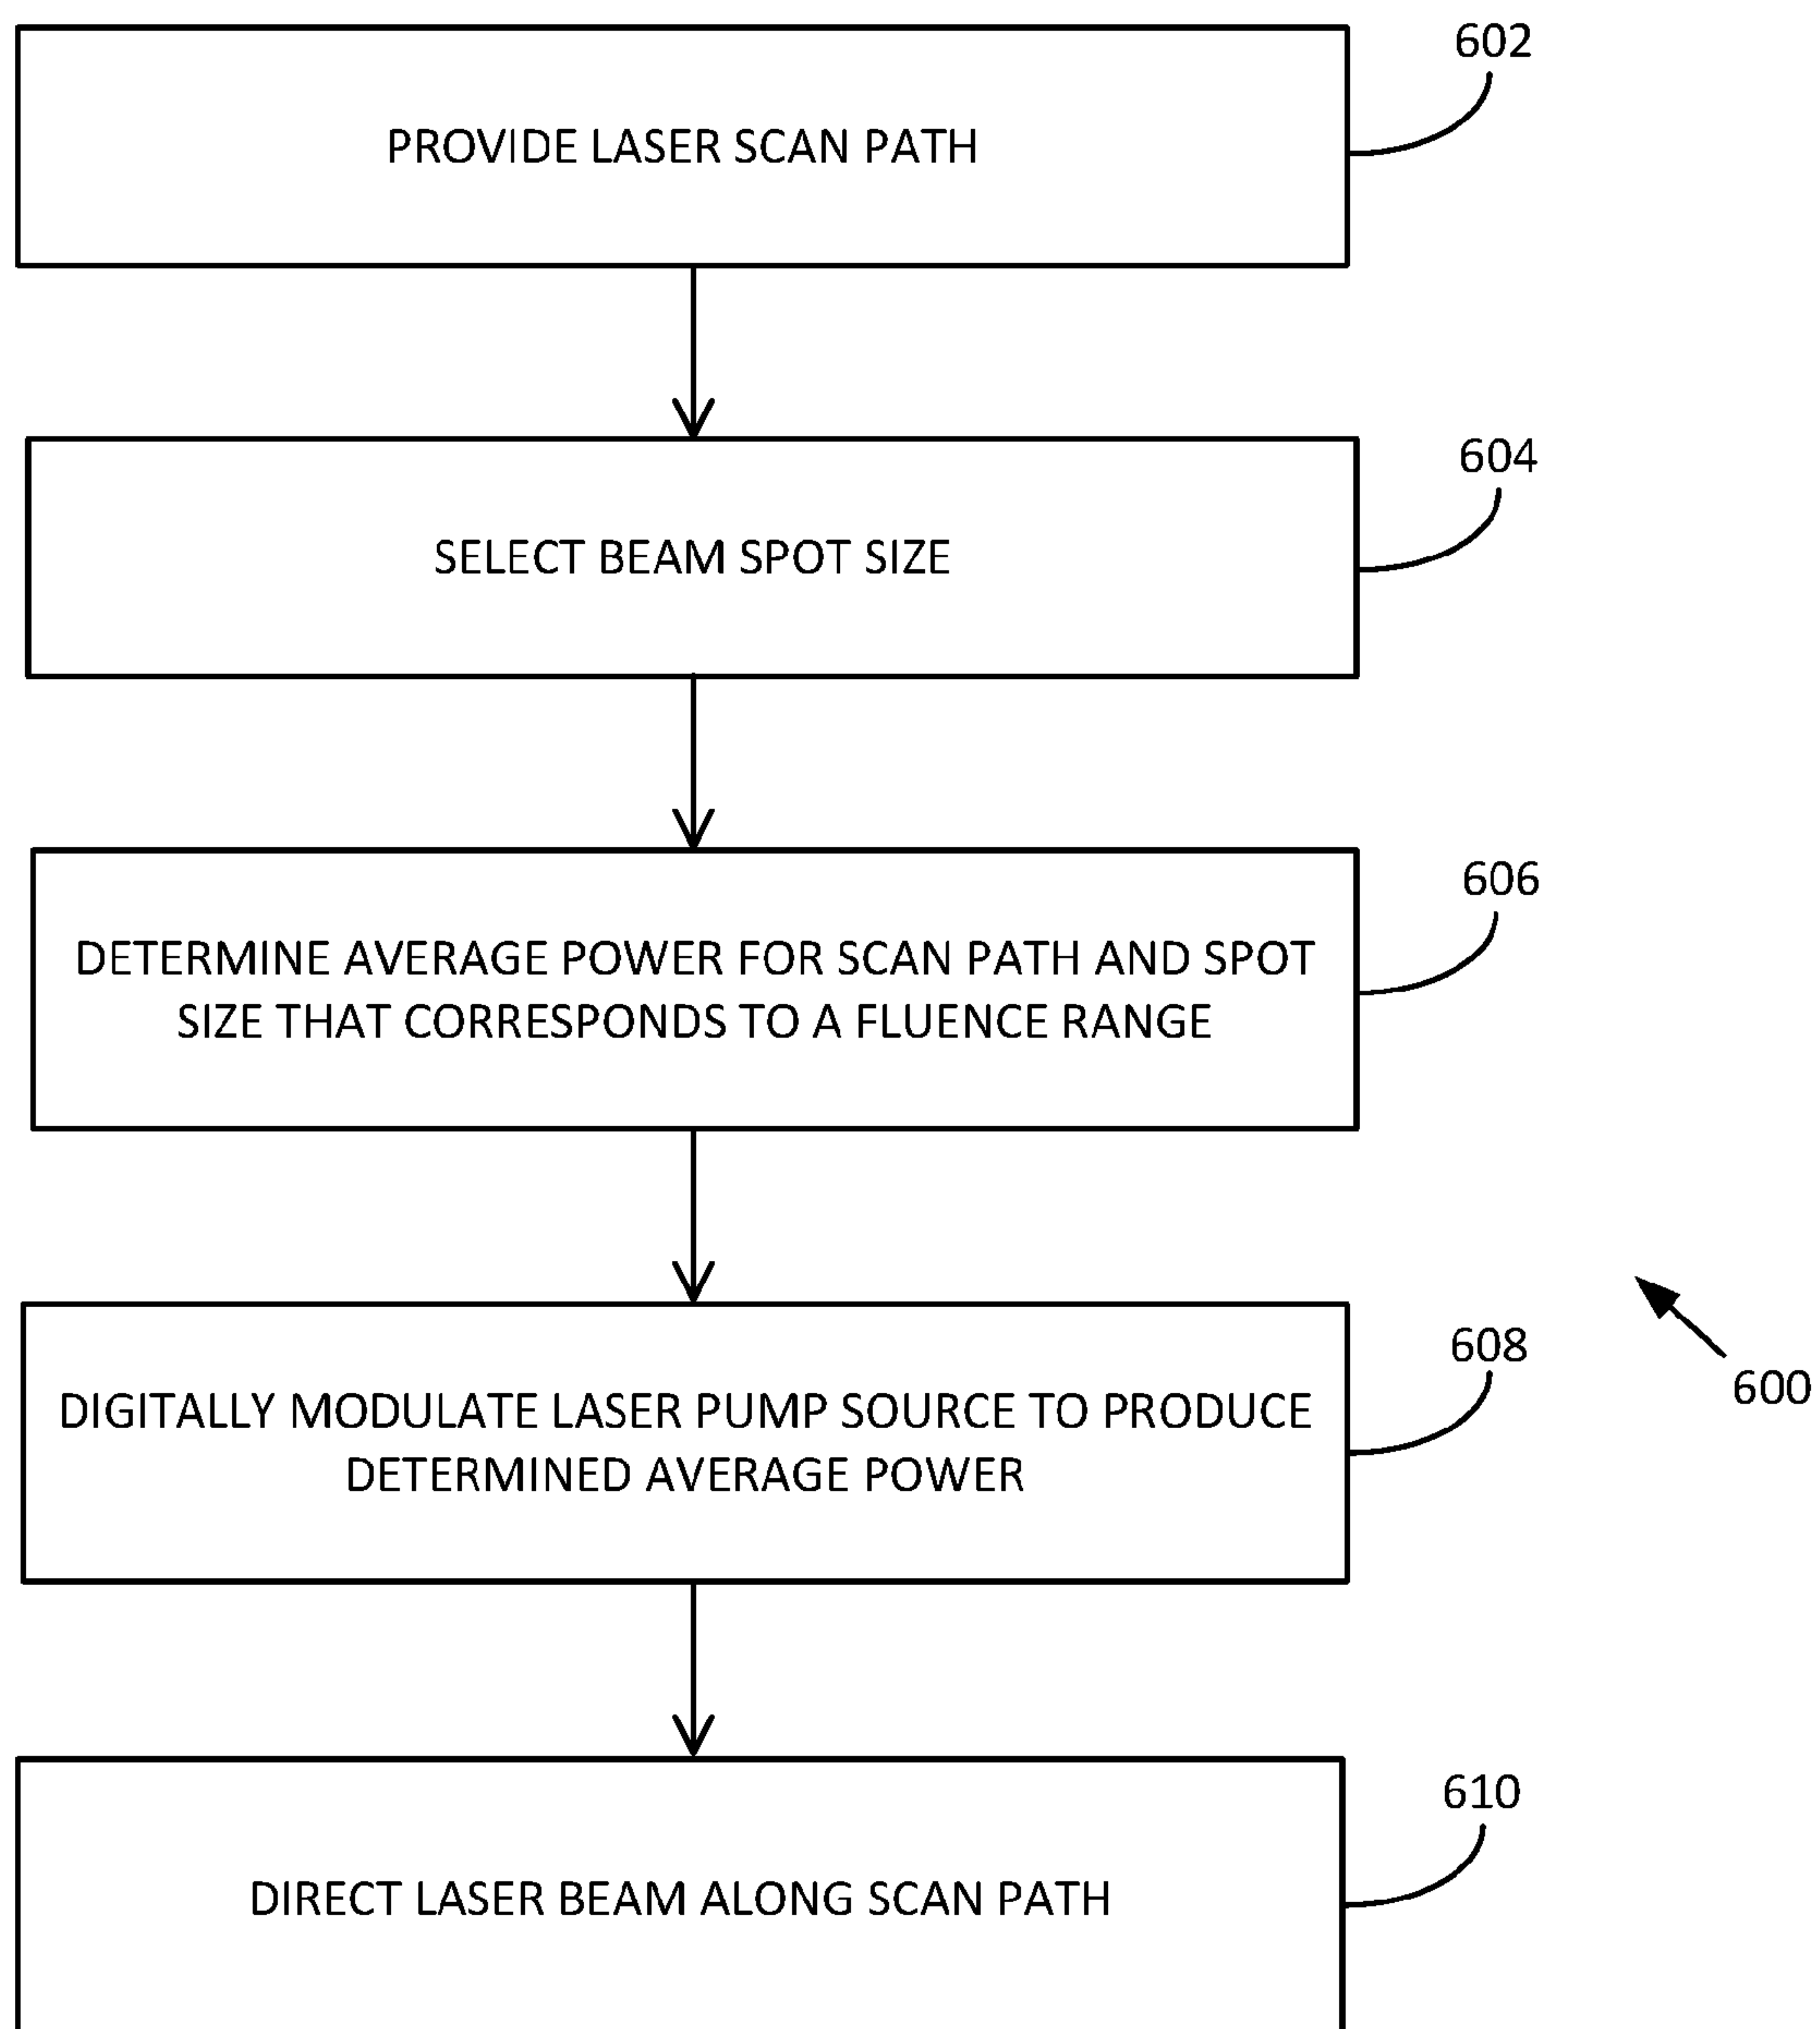 602
PROVIDE LASER SCAN PATH
604
SELECT BEAM SPOT SIZE
606
DETERMINE AVERAGE POWER FOR SCAN PATH AND SPOT
SIZE THAT CORRESPONDS TO A FLUENCE RANGE
608
600
DIGITALLY MODULATE LASER PUMP SOURCE TO PRODUCE
DETERMINED AVERAGE POWER
610
DIRECT LASER BEAM ALONG SCAN PATH